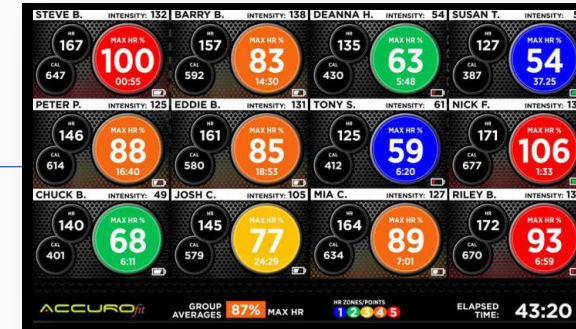 STEVE B. INTENSITY: 132
HR
167
CAL
647
MAX HR %
100
00:55
BARRY B. INTENSITY: 138
HR
157
CAL
592
MAX HR %
83
14:30
DEANNA H. INTENSITY: 54
HR
135
CAL
430
MAX HR %
63
5:48
SUSAN T. INTENSITY:
HR
127
CAL
387
MAX HR %
54
37.25
PETER P. INTENSITY: 125
HR
146
CAL
614
MAX HR %
88
16:40
EDDIE B. INTENSITY: 131
HR
161
CAL
580
MAX HR %
85
18:53
TONY S. INTENSITY: 61
HR
125
CAL
412
MAX HR %
59
6:20
NICK F. INTENSITY: 13
HR
171
CAL
677
MAX HR %
106
1:33
CHUCK B. INTENSITY: 49
HR
140
CAL
401
MAX HR %
68
6:11
JOSH C. INTENSITY: 105
HR
145
CAL
579
MAX HR %
77
24:29
MIA C. INTENSITY: 127
HR
164
CAL
634
MAX HR %
89
7:01
RILEY B. INTENSITY: 13
HR
172
CAL
670
MAX HR %
93
6:59
ACCUROfit
GROUP
AVERAGES
87% MAX HR
HR ZONES/POINTS
1 2 3 4 5
ELAPSED
TIME:
43:20